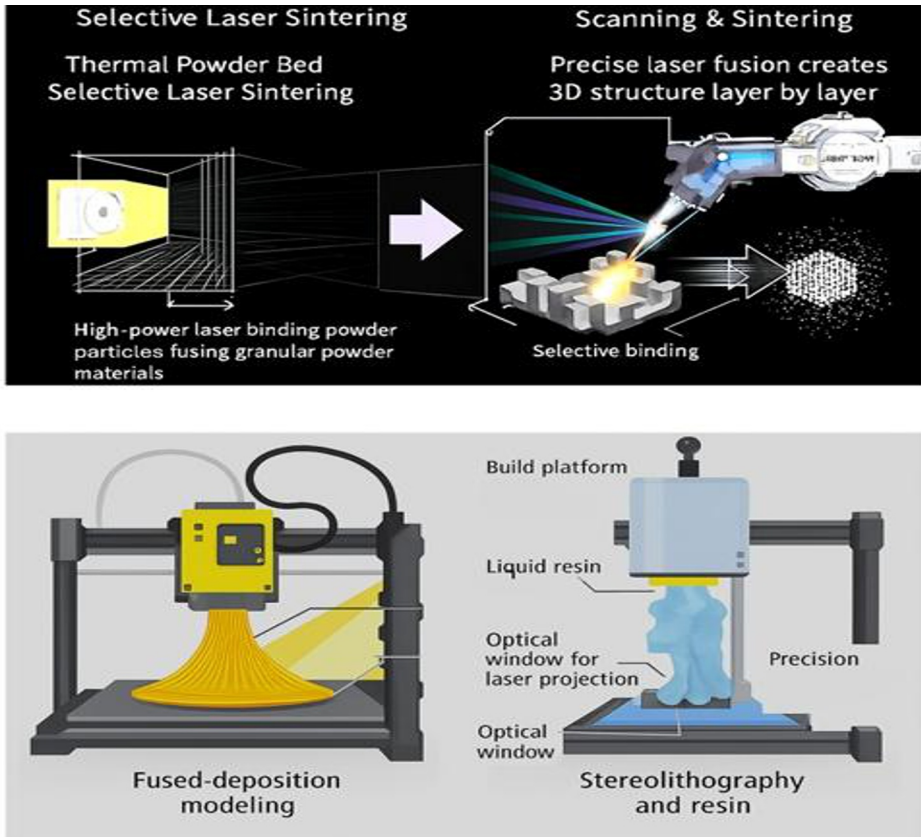 Selective Laser Sintering
Thermal Powder Bed
Selective Laser Sintering
High-power laser binding powder
particles fusing granular powder
materials
Scanning & Sintering
Precise laser fusion creates
3D structure layer by layer
Selective binding
Fused-deposition
modeling
Build platform
Liquid resin
Optical
window for
laser projection
Precision
Optical
window
Stereolithography
and resin